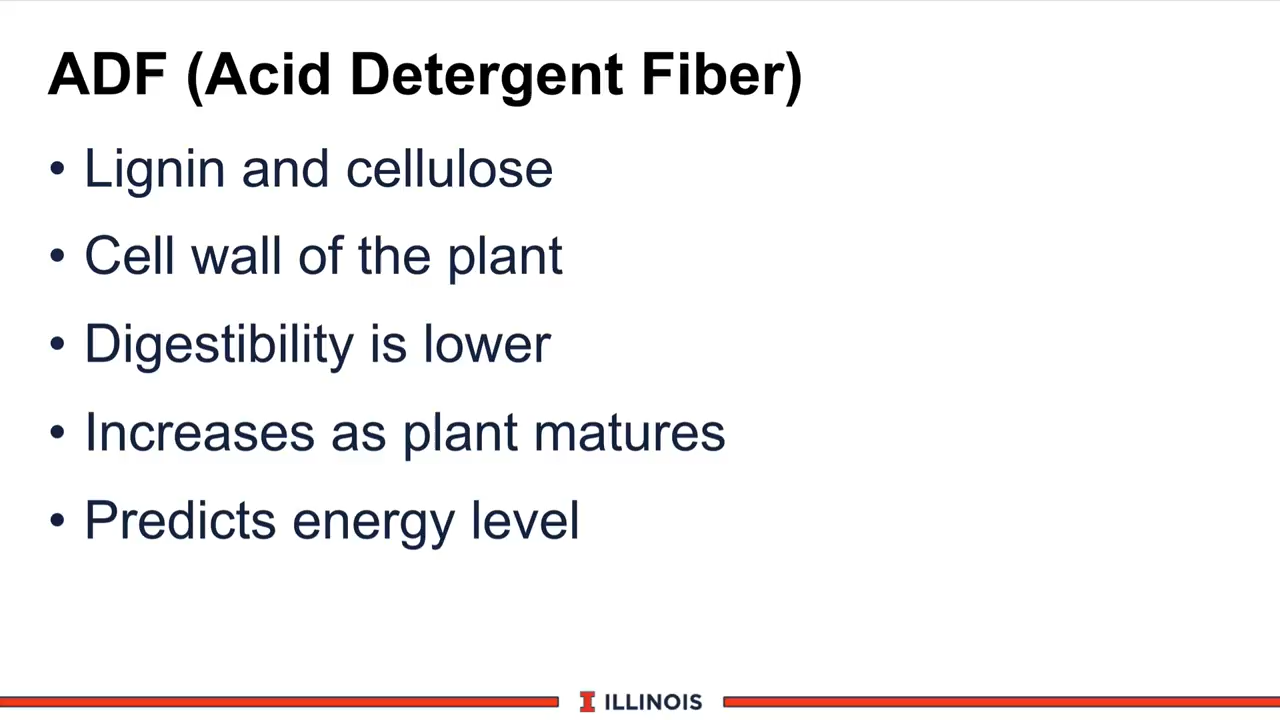 ADF (Acid Detergent Fiber)
• Lignin and cellulose
• Cell wall of the plant
• Digestibility is lower
• Increases as plant matures
• Predicts energy level
I ILLINOIS